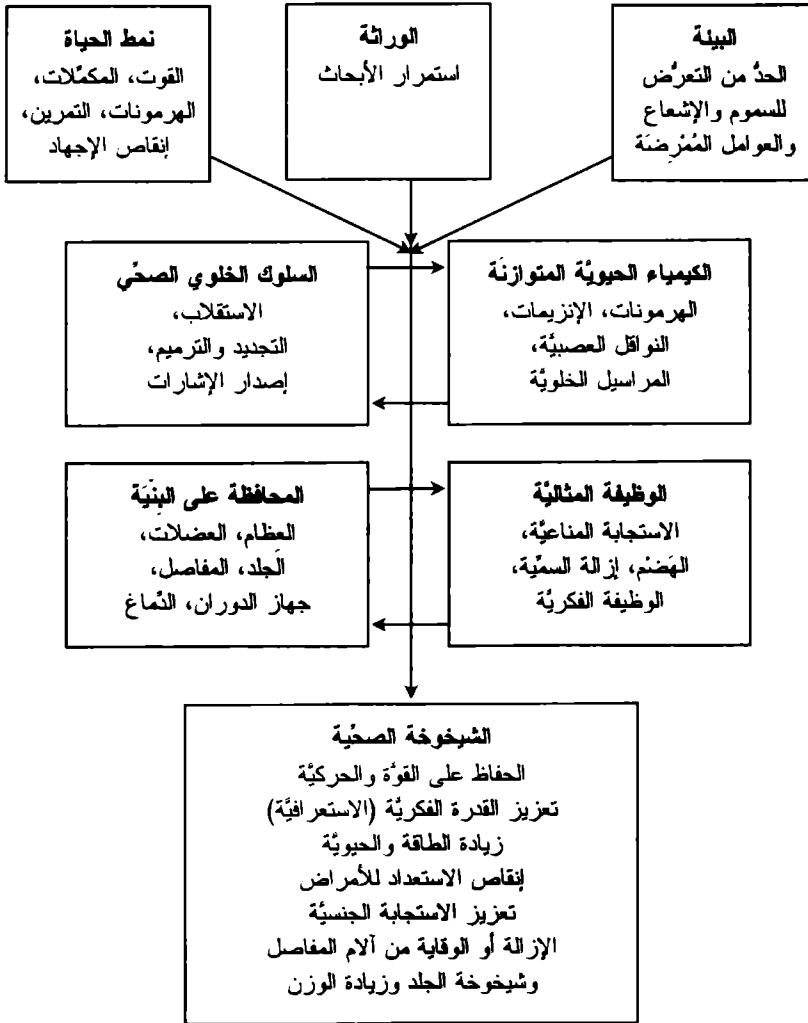 البيئة
الحدُّ من التعرُّض
للسموم والإشعاع
والعوامل المُمْرِضَة
الوراثة
استمرار الأبحاث
نمط الحياة
القوت، المكمِّلات،
الهرمونات، التمرين،
إنقاص الإجهاد
الكيمياء الحيويَّة المتوازنَة
الهرمونات، الإنزيمات،
النواقل العصبيَّة،
المراسيل الخلويَّة
السلوك الخلوي الصحِّي
الاستقلاب،
التجديد والترميم،
إصدار الإشارات
الوظيفة المثاليَّة
الاستجابة المناعيَّة،
الهَضْم، إزالة السمِّية،
الوظيفة الفكريَّة
المحافظة على البِنْيَة
العظام، العضلات،
الجلد، المفاصل،
جهاز الدوران، الدِّماغ
الشيخوخة الصحِّية
الحفاظ على القوَّة والحركيَّة
تعزيز القدرة الفكريَّة (الاستعرافيَّة)
زيادة الطاقة والحيويَّة
إنقاص الاستعداد للأمراض
تعزيز الاستجابة الجنسيَّة
الإزالة أو الوقاية من آلام المفاصل
وشيخوخة الجلد وزيادة الوزن